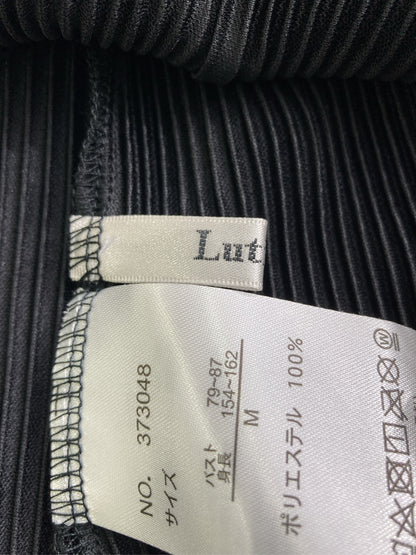 Lut
NO. 373048
サイズ
バスト 79~87
身長 154~162
M
ポリエステル 100%
W